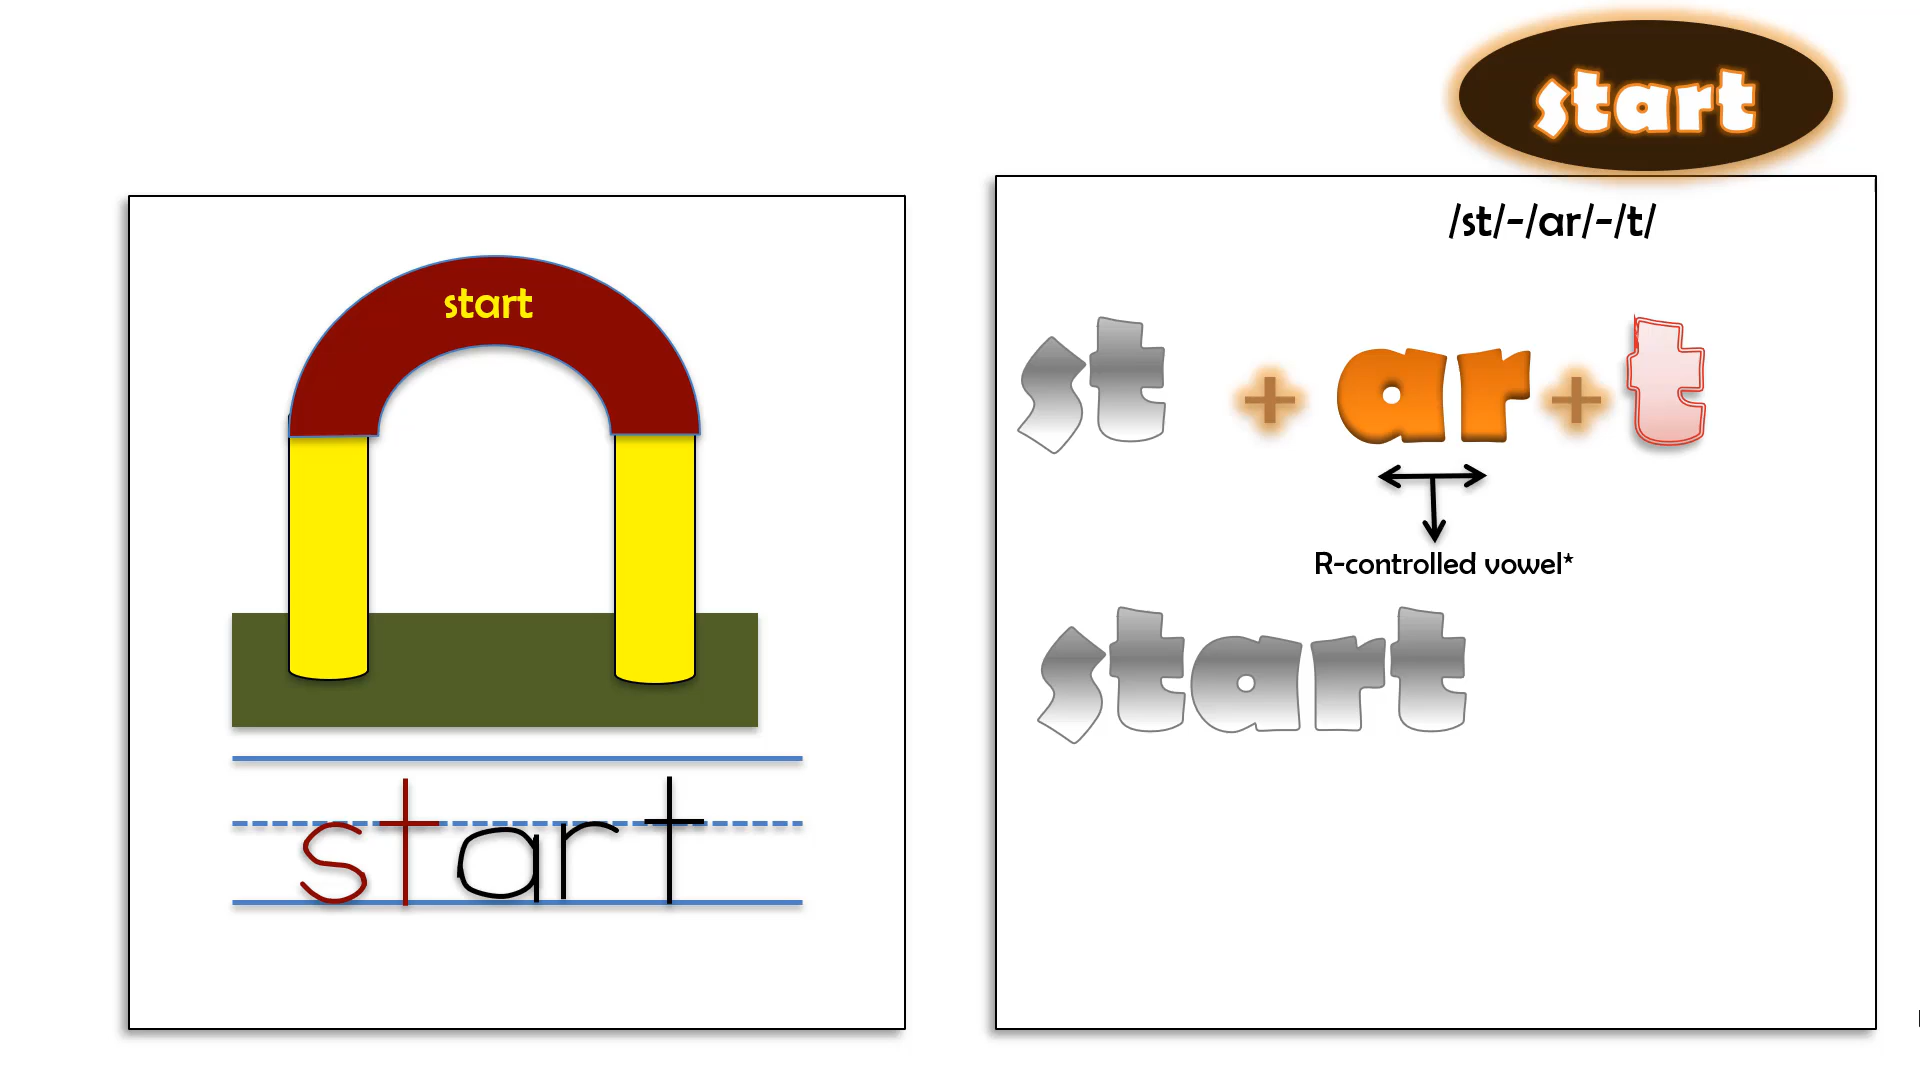 start
start
start
/st/-/ar/-/t/
st + ar + t
R-controlled vowel*
start